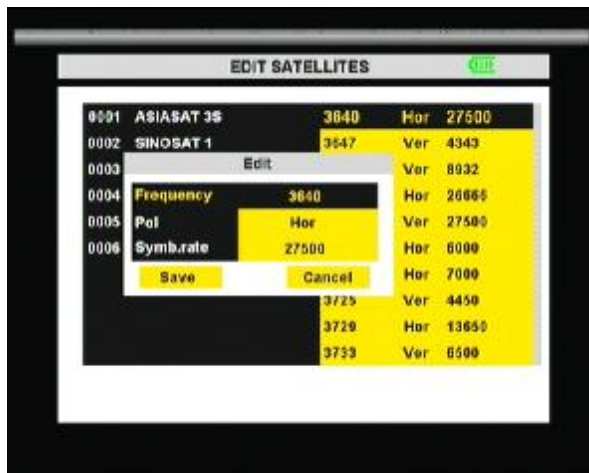 EDIT SATELLITES
0001 ASIASAT 3S 3640 Hor 27500
0002 SINOSAT 1 3647 Ver 4343
0003 Edit Ver 8932
0004 Frequency 3640 Hor 26665
0005 Pol Hor Ver 27500
0006 Symb.rate 27500 Hor 6000
Save Cancel Hor 7000
3725 Ver 4450
3729 Hor 13650
3733 Ver 6500